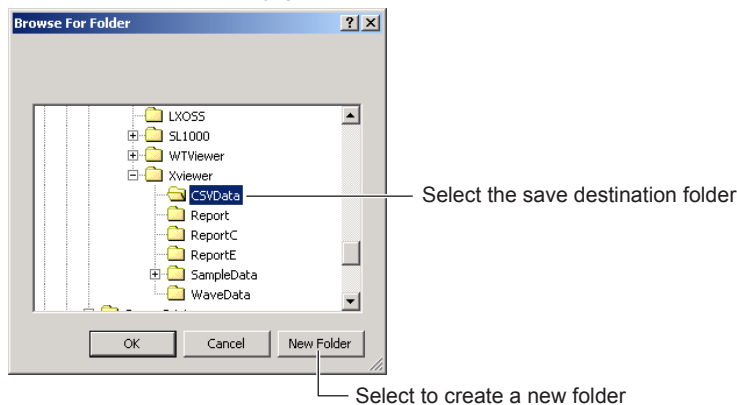 Browse For Folder
LXOSS
SL1000
WTViewer
Xviewer
CSVData
Select the save destination folder
Report
ReportC
ReportE
SampleData
WaveData
OK
Cancel
New Folder
Select to create a new folder